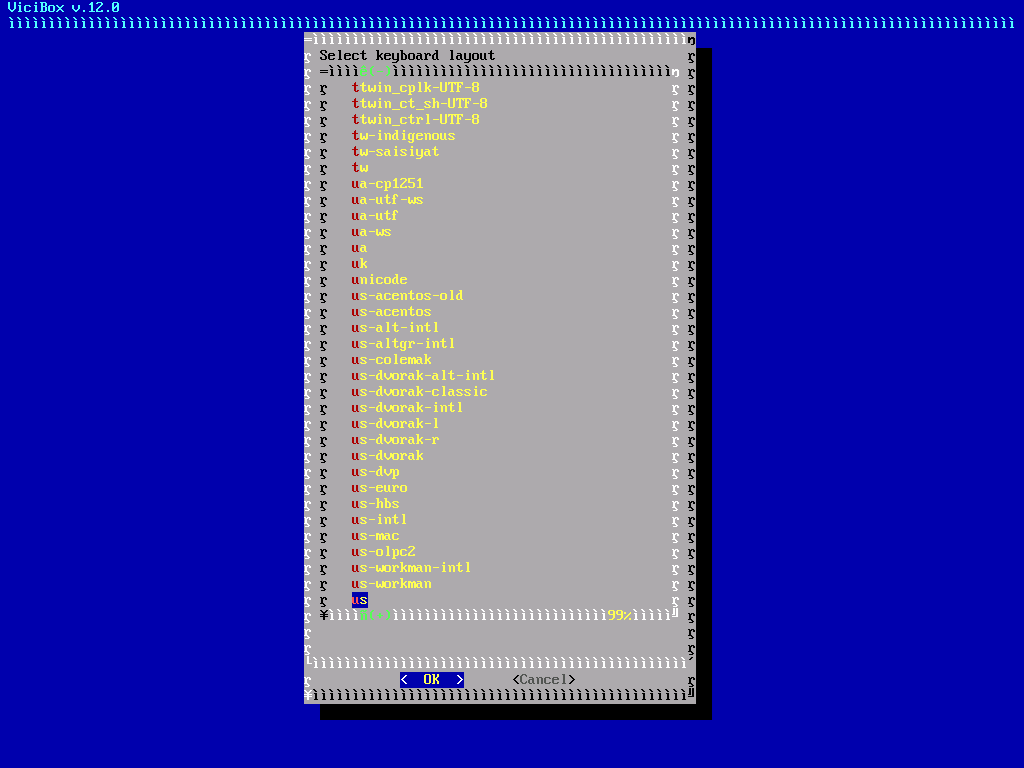 ViciBox v.12.0
Select keyboard layout
(-)
ttwin_cplk-UTF-8
ttwin_ct_sh-UTF-8
ttwin_ctrl-UTF-8
tw-indigenous
tw-saisiyat
tw
ua-cp1251
ua-utf-ws
ua-utf
ua-ws
ua
uk
unicode
us-acentos-old
us-acentos
us-alt-intl
us-altgr-intl
us-colemak
us-dvorak-alt-intl
us-dvorak-classic
us-dvorak-intl
us-dvorak-l
us-dvorak-r
us-dvorak
us-dvp
us-euro
us-hbs
us-intl
us-mac
us-olpc2
us-workman-intl
us-workman
us
(+) 99%
< OK > <Cancel>